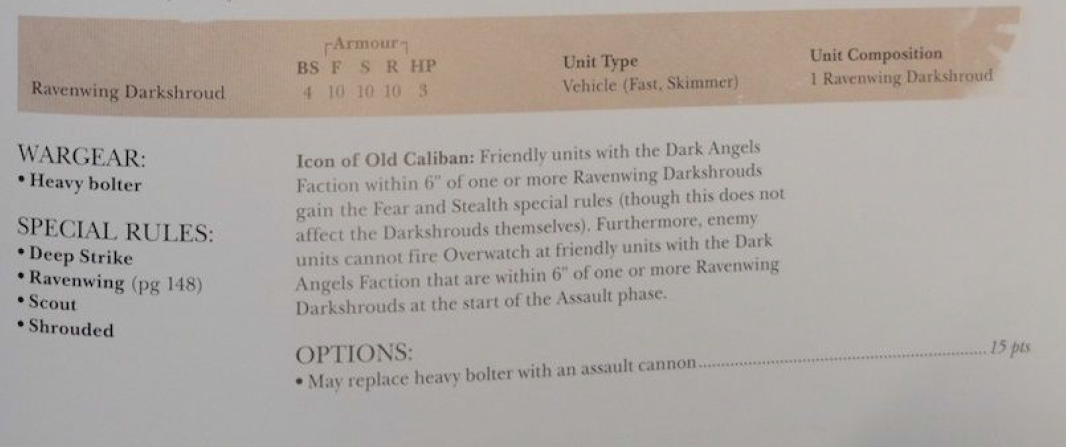 Armour
BS F S R HP
Unit Type
Unit Composition
Ravenwing Darkshroud
4 10 10 10 3
Vehicle (Fast, Skimmer)
1 Ravenwing Darkshroud
WARGEAR:
• Heavy bolter
SPECIAL RULES:
• Deep Strike
• Ravenwing (pg 148)
• Scout
• Shrouded
Icon of Old Caliban: Friendly units with the Dark Angels
Faction within 6" of one or more Ravenwing Darkshrouds
gain the Fear and Stealth special rules (though this does not
affect the Darkshrouds themselves). Furthermore, enemy
units cannot fire Overwatch at friendly units with the Dark
Angels Faction that are within 6" of one or more Ravenwing
Darkshrouds at the start of the Assault phase.
OPTIONS:
• May replace heavy bolter with an assault cannon...............15 pts